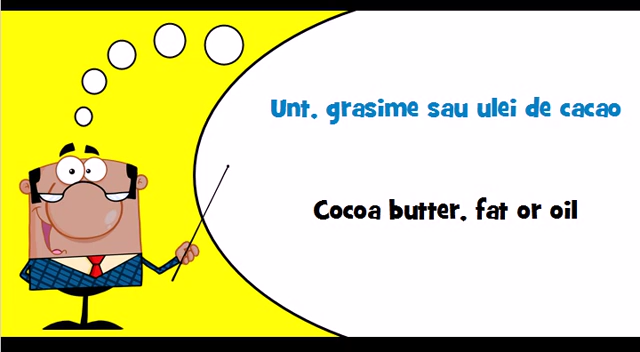 Unt, grasime sau ulei de cacao
Cocoa butter, fat or oil